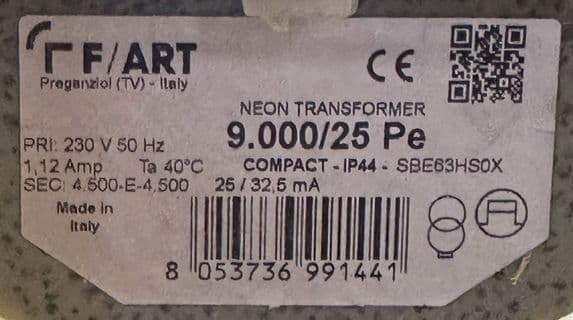 F/ART
Preganziol (TV) - Italy
CE
NEON TRANSFORMER
9.000/25 Pe
PRI: 230 V 50 Hz
1,12 Amp Ta 40°C COMPACT - IP44 - SBE63HS0X
SEC: 4.500-E-4.500 25 / 32,5 mA
Made in
Italy
8 053736 991441